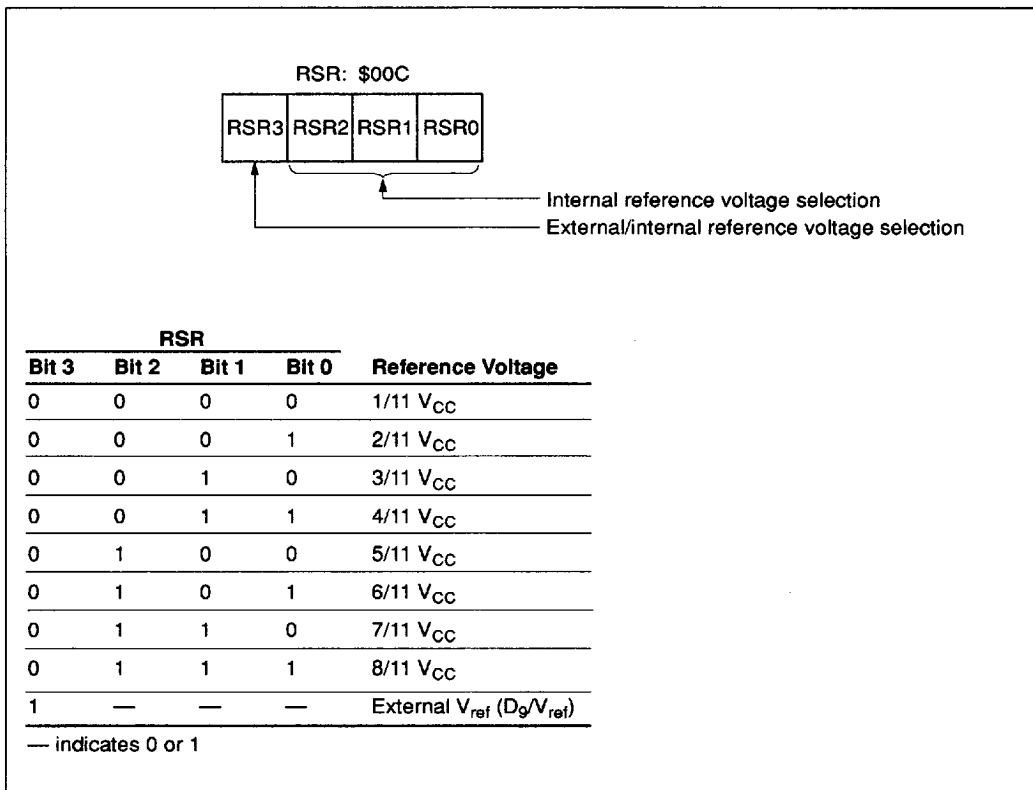 RSR: $00C
RSR3 RSR2 RSR1 RSR0
Internal reference voltage selection
External/internal reference voltage selection
RSR
Bit 3 Bit 2 Bit 1 Bit 0 Reference Voltage
0 0 0 0 1/11 VCC
0 0 0 1 2/11 VCC
0 0 1 0 3/11 VCC
0 0 1 1 4/11 VCC
0 1 0 0 5/11 VCC
0 1 0 1 6/11 VCC
0 1 1 0 7/11 VCC
0 1 1 1 8/11 VCC
1 — — — External Vref (D9/Vref)
— indicates 0 or 1